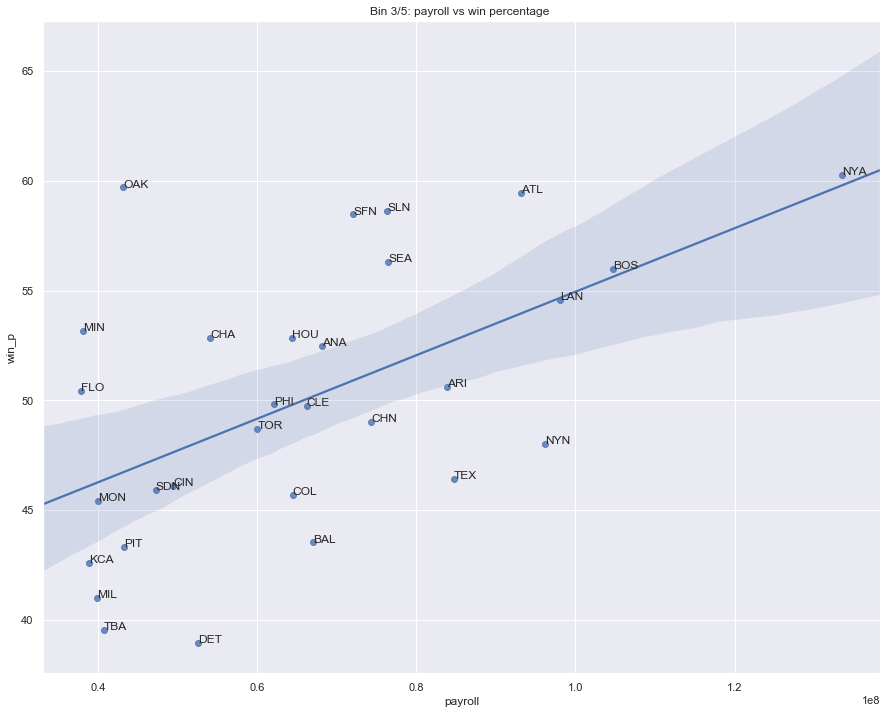 Bin 3/5: payroll vs win percentage
65
60
55
50
45
40
win_p
OAK
NYA
ATL
SLN
SFN
SEA
BOS
LAN
MIN
CHA
HOU
ANA
FLO
ARI
PHI
CLE
CHN
TOR
NYN
TEX
CIN
SDN
MON
COL
PIT
BAL
KCA
MIL
TBA
DET
0.4
0.6
0.8
1.0
1.2
1e8
payroll